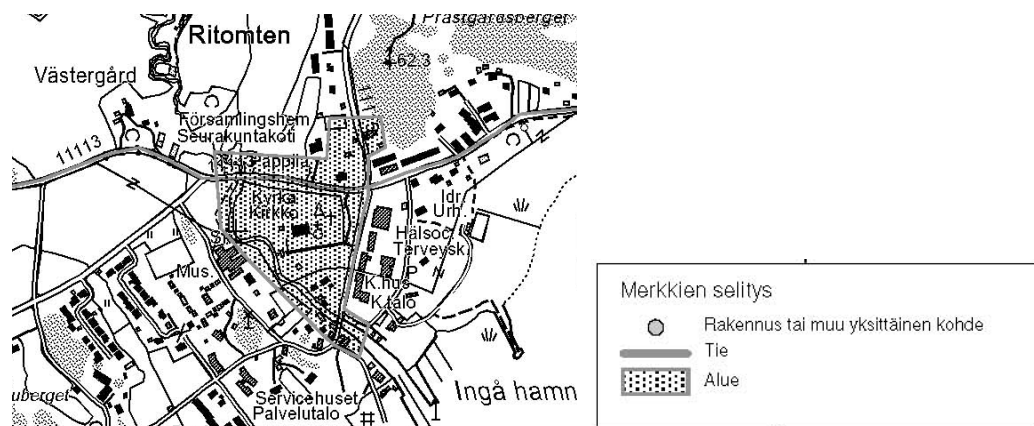 Prästgårdsberget
Ritomten
62.3
Västergård
Församlingshem
Seurakuntakoti
11113
Pappila
Kyrka
Kirkko
Idr.
Urh.
Hälsoc.
Terveysk.
Mus.
P
K.hus
K.talo
Ingå hamn
uberget
Servicehuset
Palvelutalo
Merkkien selitys
Rakennus tai muu yksittäinen kohde
Tie
Alue